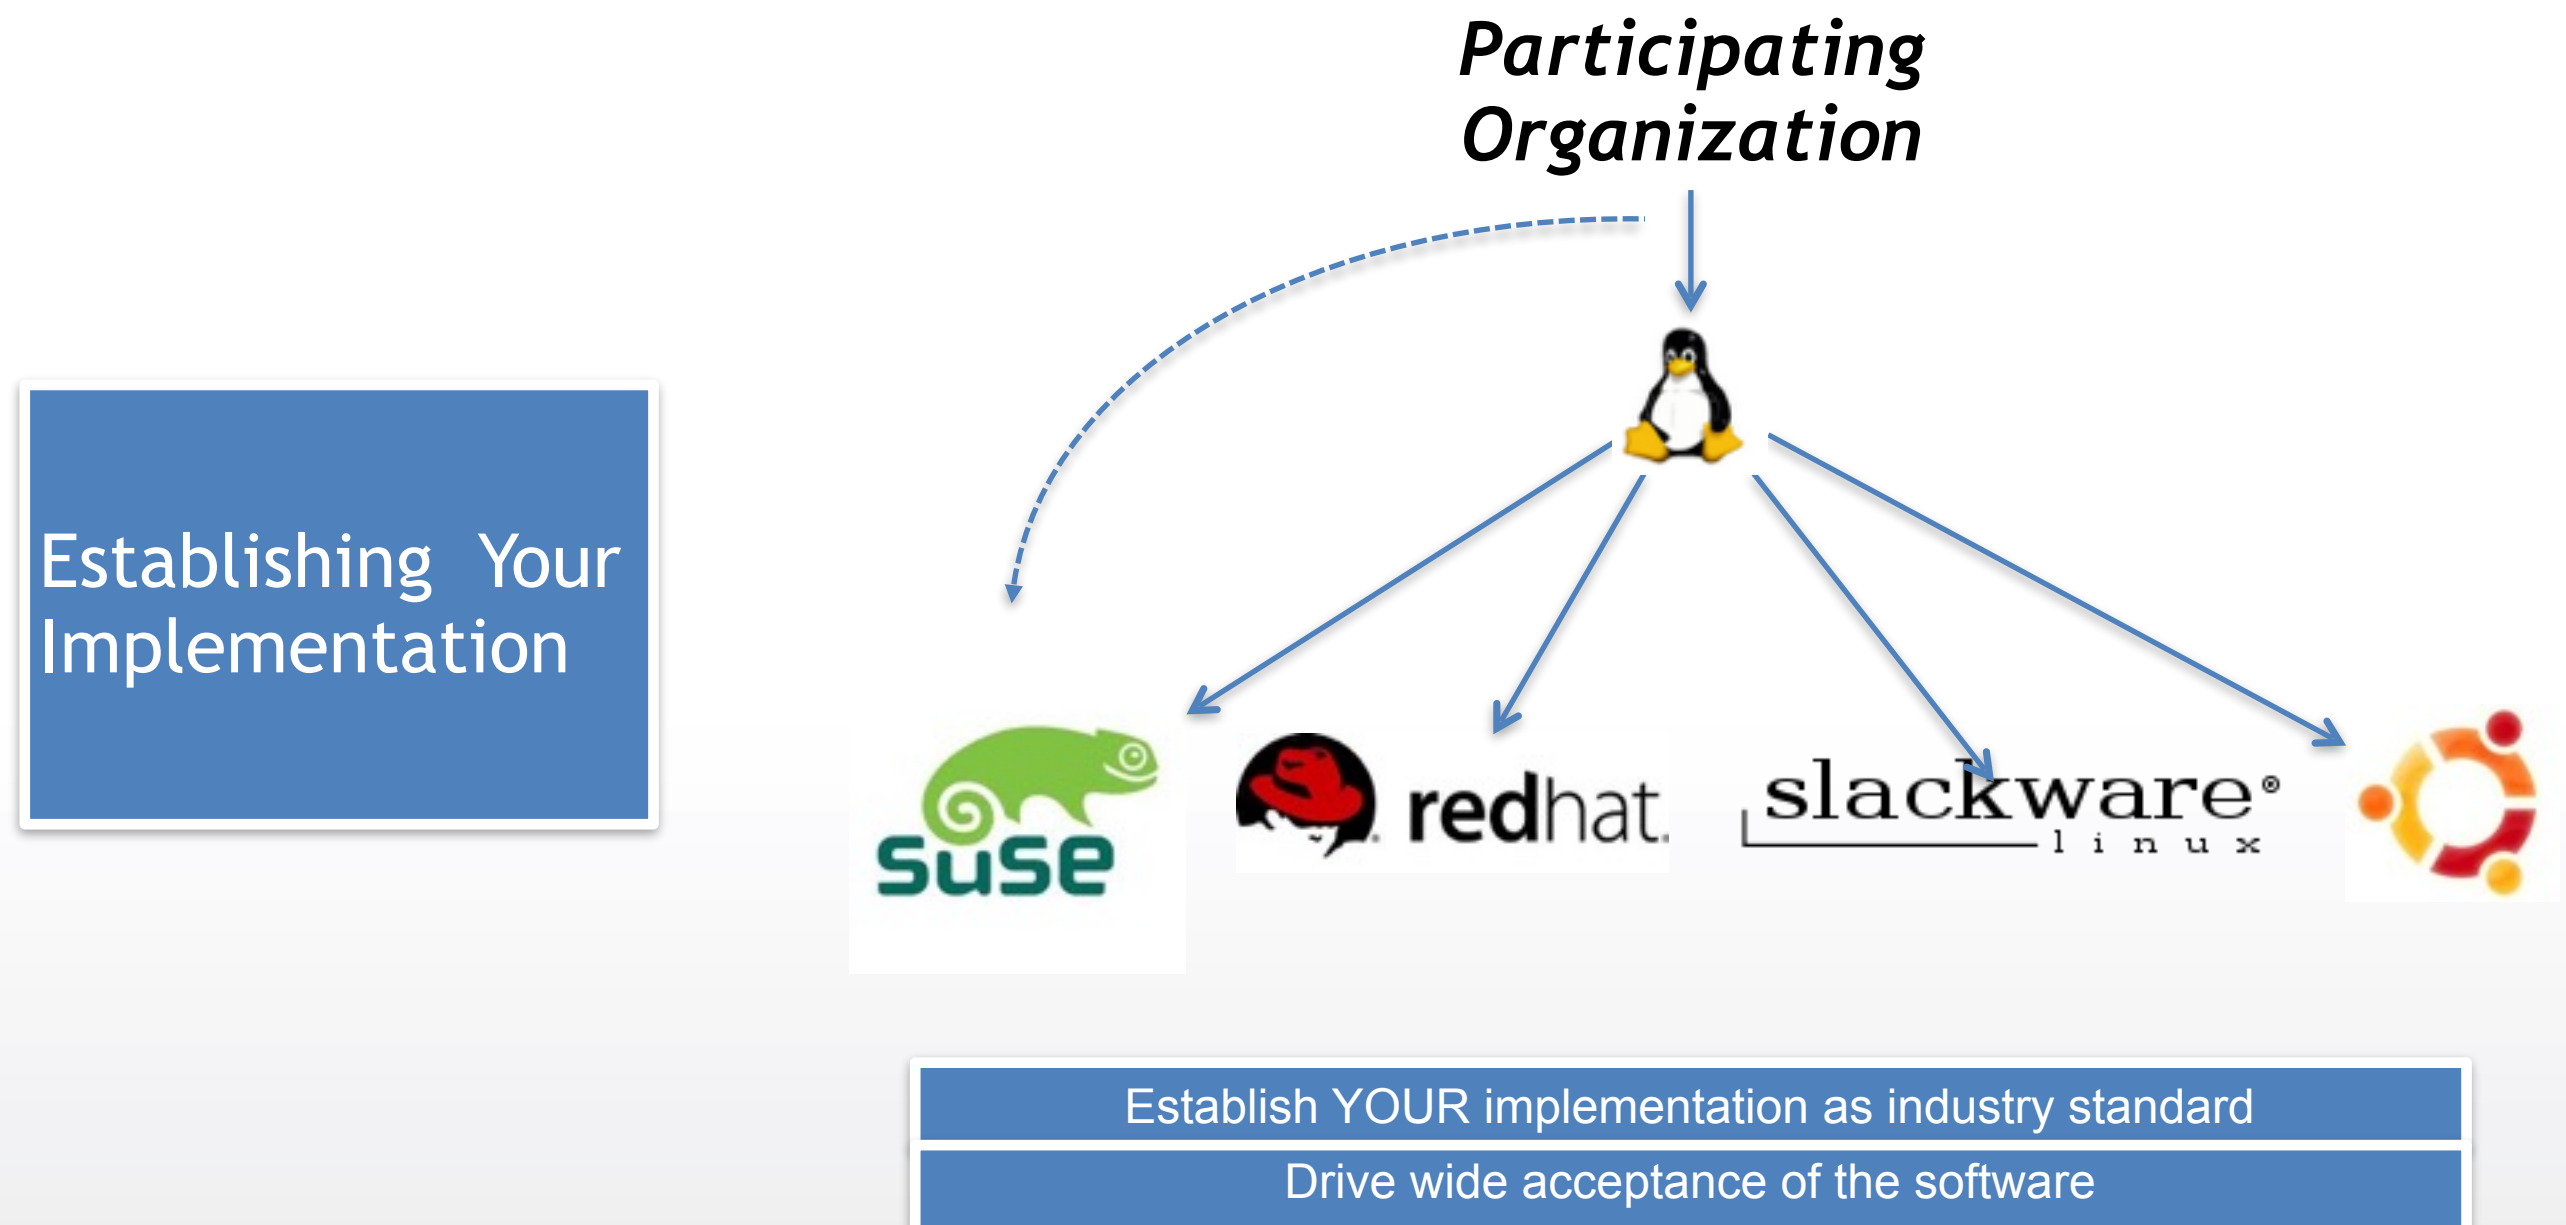 Participating
Organization
Establishing Your
Implementation
suse
redhat.
slackware®
linux
Establish YOUR implementation as industry standard
Drive wide acceptance of the software